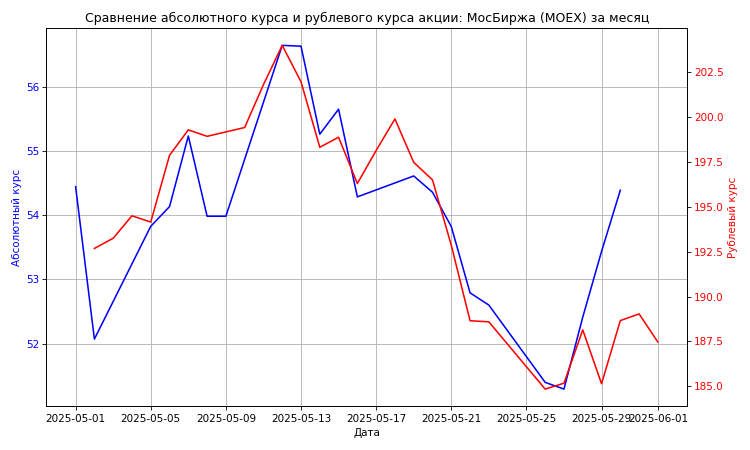 Сравнение абсолютного курса и рублевого курса акции: МосБиржа (MOEX) за месяц
56
55
54
53
52
Абсолютный курс
202.5
200.0
197.5
195.0
192.5
190.0
187.5
185.0
Рублевый курс
2025-05-01 2025-05-05 2025-05-09 2025-05-13 2025-05-17 2025-05-21 2025-05-25 2025-05-29 2025-06-01
Дата